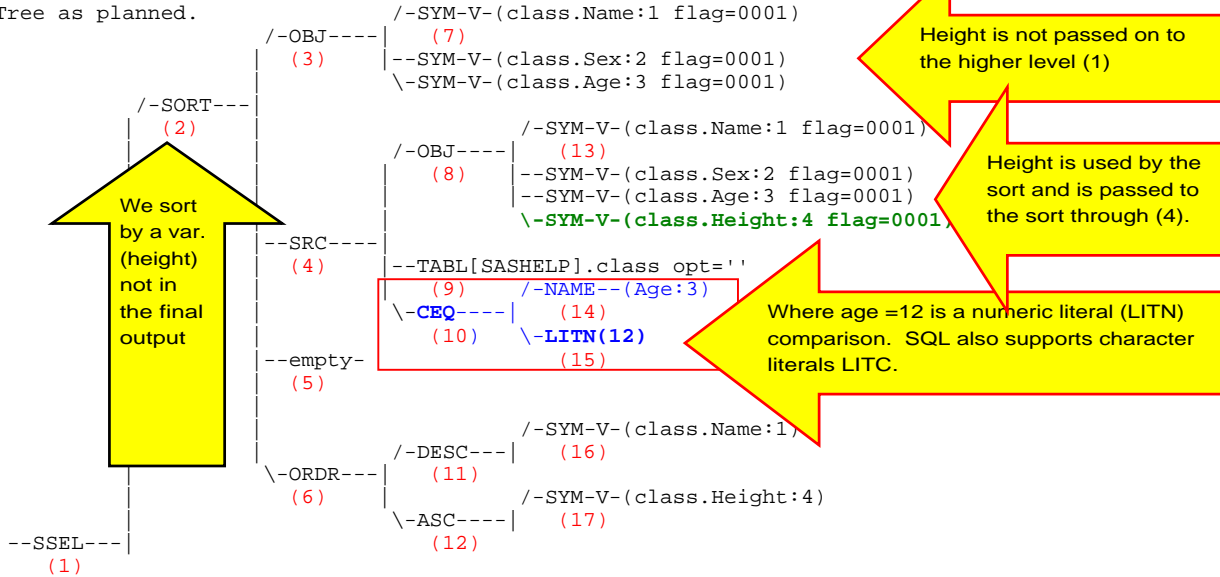 Tree as planned.
/-SYM-V-(class.Name:1 flag=0001)
/-OBJ----| (7)
(3) |--SYM-V-(class.Sex:2 flag=0001)
\-SYM-V-(class.Age:3 flag=0001)
Height is not passed on to
the higher level (1)
/-SORT---|
(2)
/-SYM-V-(class.Name:1 flag=0001)
/-OBJ----| (13)
(8) |--SYM-V-(class.Sex:2 flag=0001)
|--SYM-V-(class.Age:3 flag=0001)
\-SYM-V-(class.Height:4 flag=0001)
Height is used by the
sort and is passed to
the sort through (4).
We sort
by a var.
(height)
not in
the final
output
--SRC----|
(4) |--TABL[SASHELP].class opt=''
(9) /-NAME--(Age:3)
\-CEQ----| (14)
(10) \-LITN(12)
(15)
Where age =12 is a numeric literal (LITN)
comparison. SQL also supports character
literals LITC.
--empty-
(5)
/-SYM-V-(class.Name:1)
/-DESC---| (16)
\-ORDR---| (11)
(6) /-SYM-V-(class.Height:4)
\-ASC----| (17)
(12)
--SSEL---|
(1)